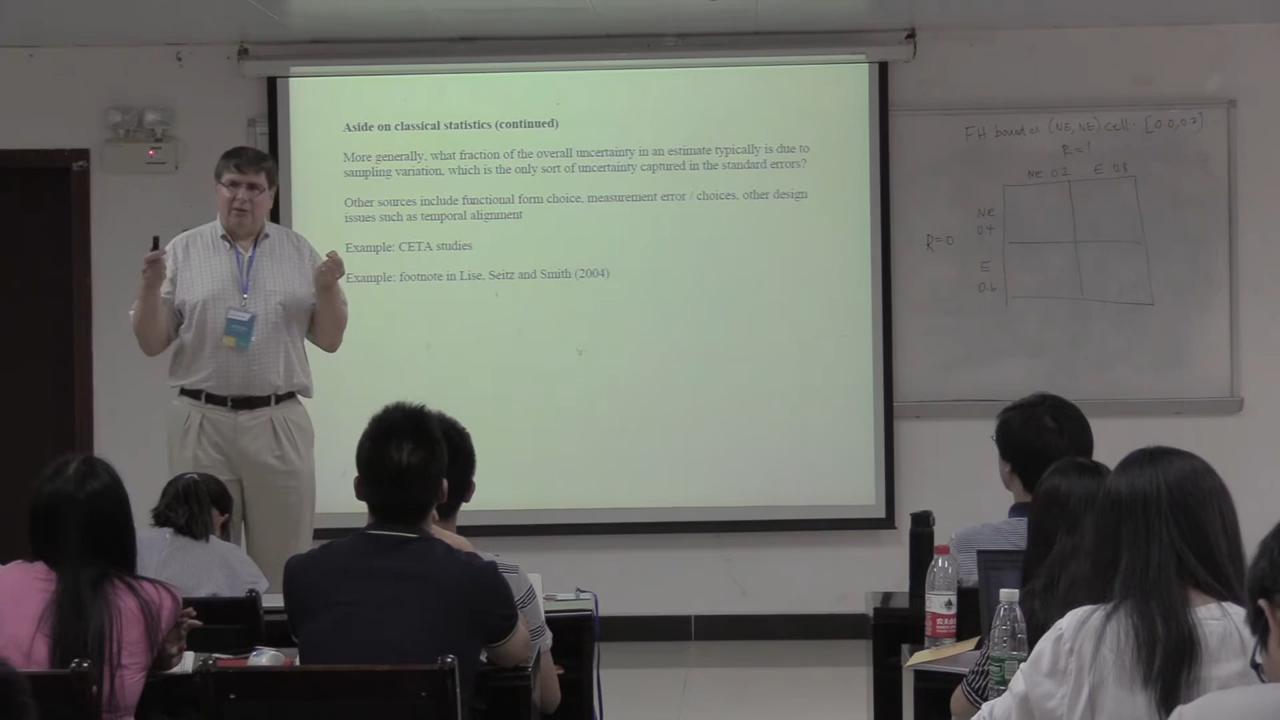 Aside on classical statistics (continued)
More generally, what fraction of the overall uncertainty in an estimate typically is due to
sampling variation, which is the only sort of uncertainty captured in the standard errors?
Other sources include functional form choice, measurement error / choices, other design
issues such as temporal alignment
Example: CETA studies
Example: footnote in Lise, Seitz and Smith (2004)
FH bound on (NE, NE) cell: [0.0, 0.2]
R=1
NE 0.2 E 0.8
NE
0.4
R=0
E
0.6